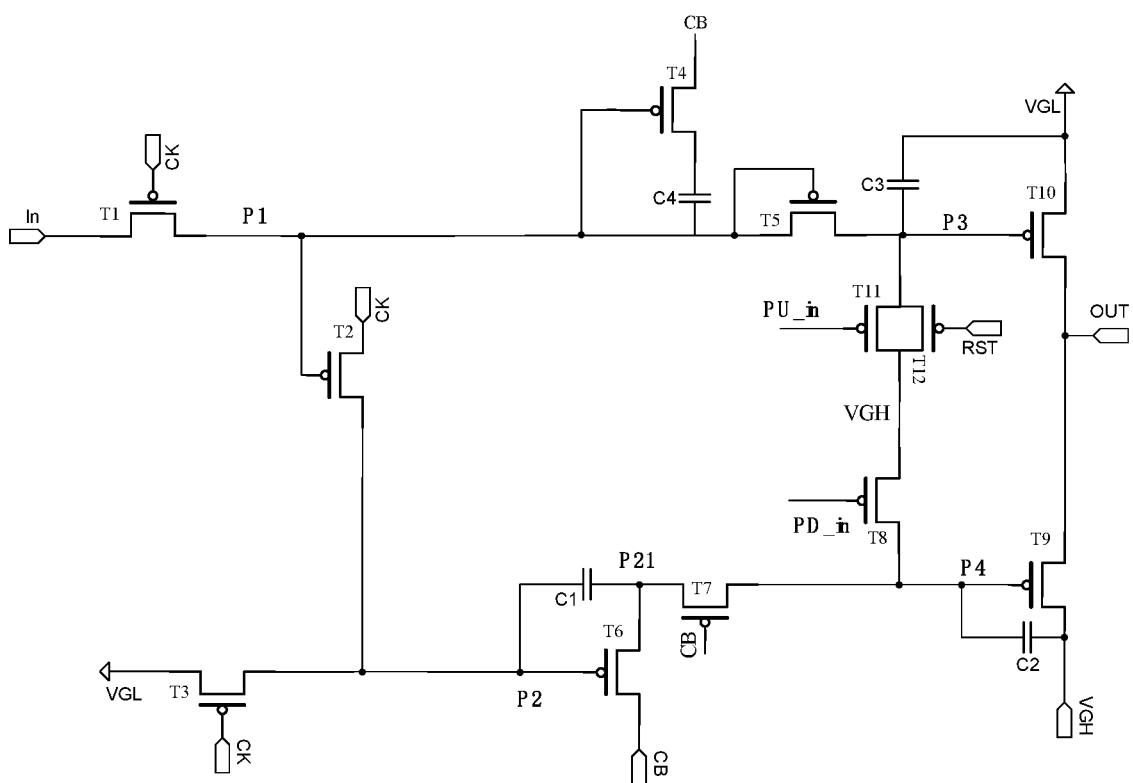 CB
T4
VGL
CK
C4
C3
T10
In
T1
P1
T5
P3
CK
T11
PU_in
OUT
T2
RST
T12
VGH
PD_in
T8
T9
P21
T7
P4
C1
T6
CB
C2
VGL
T3
P2
VGH
CK
CB